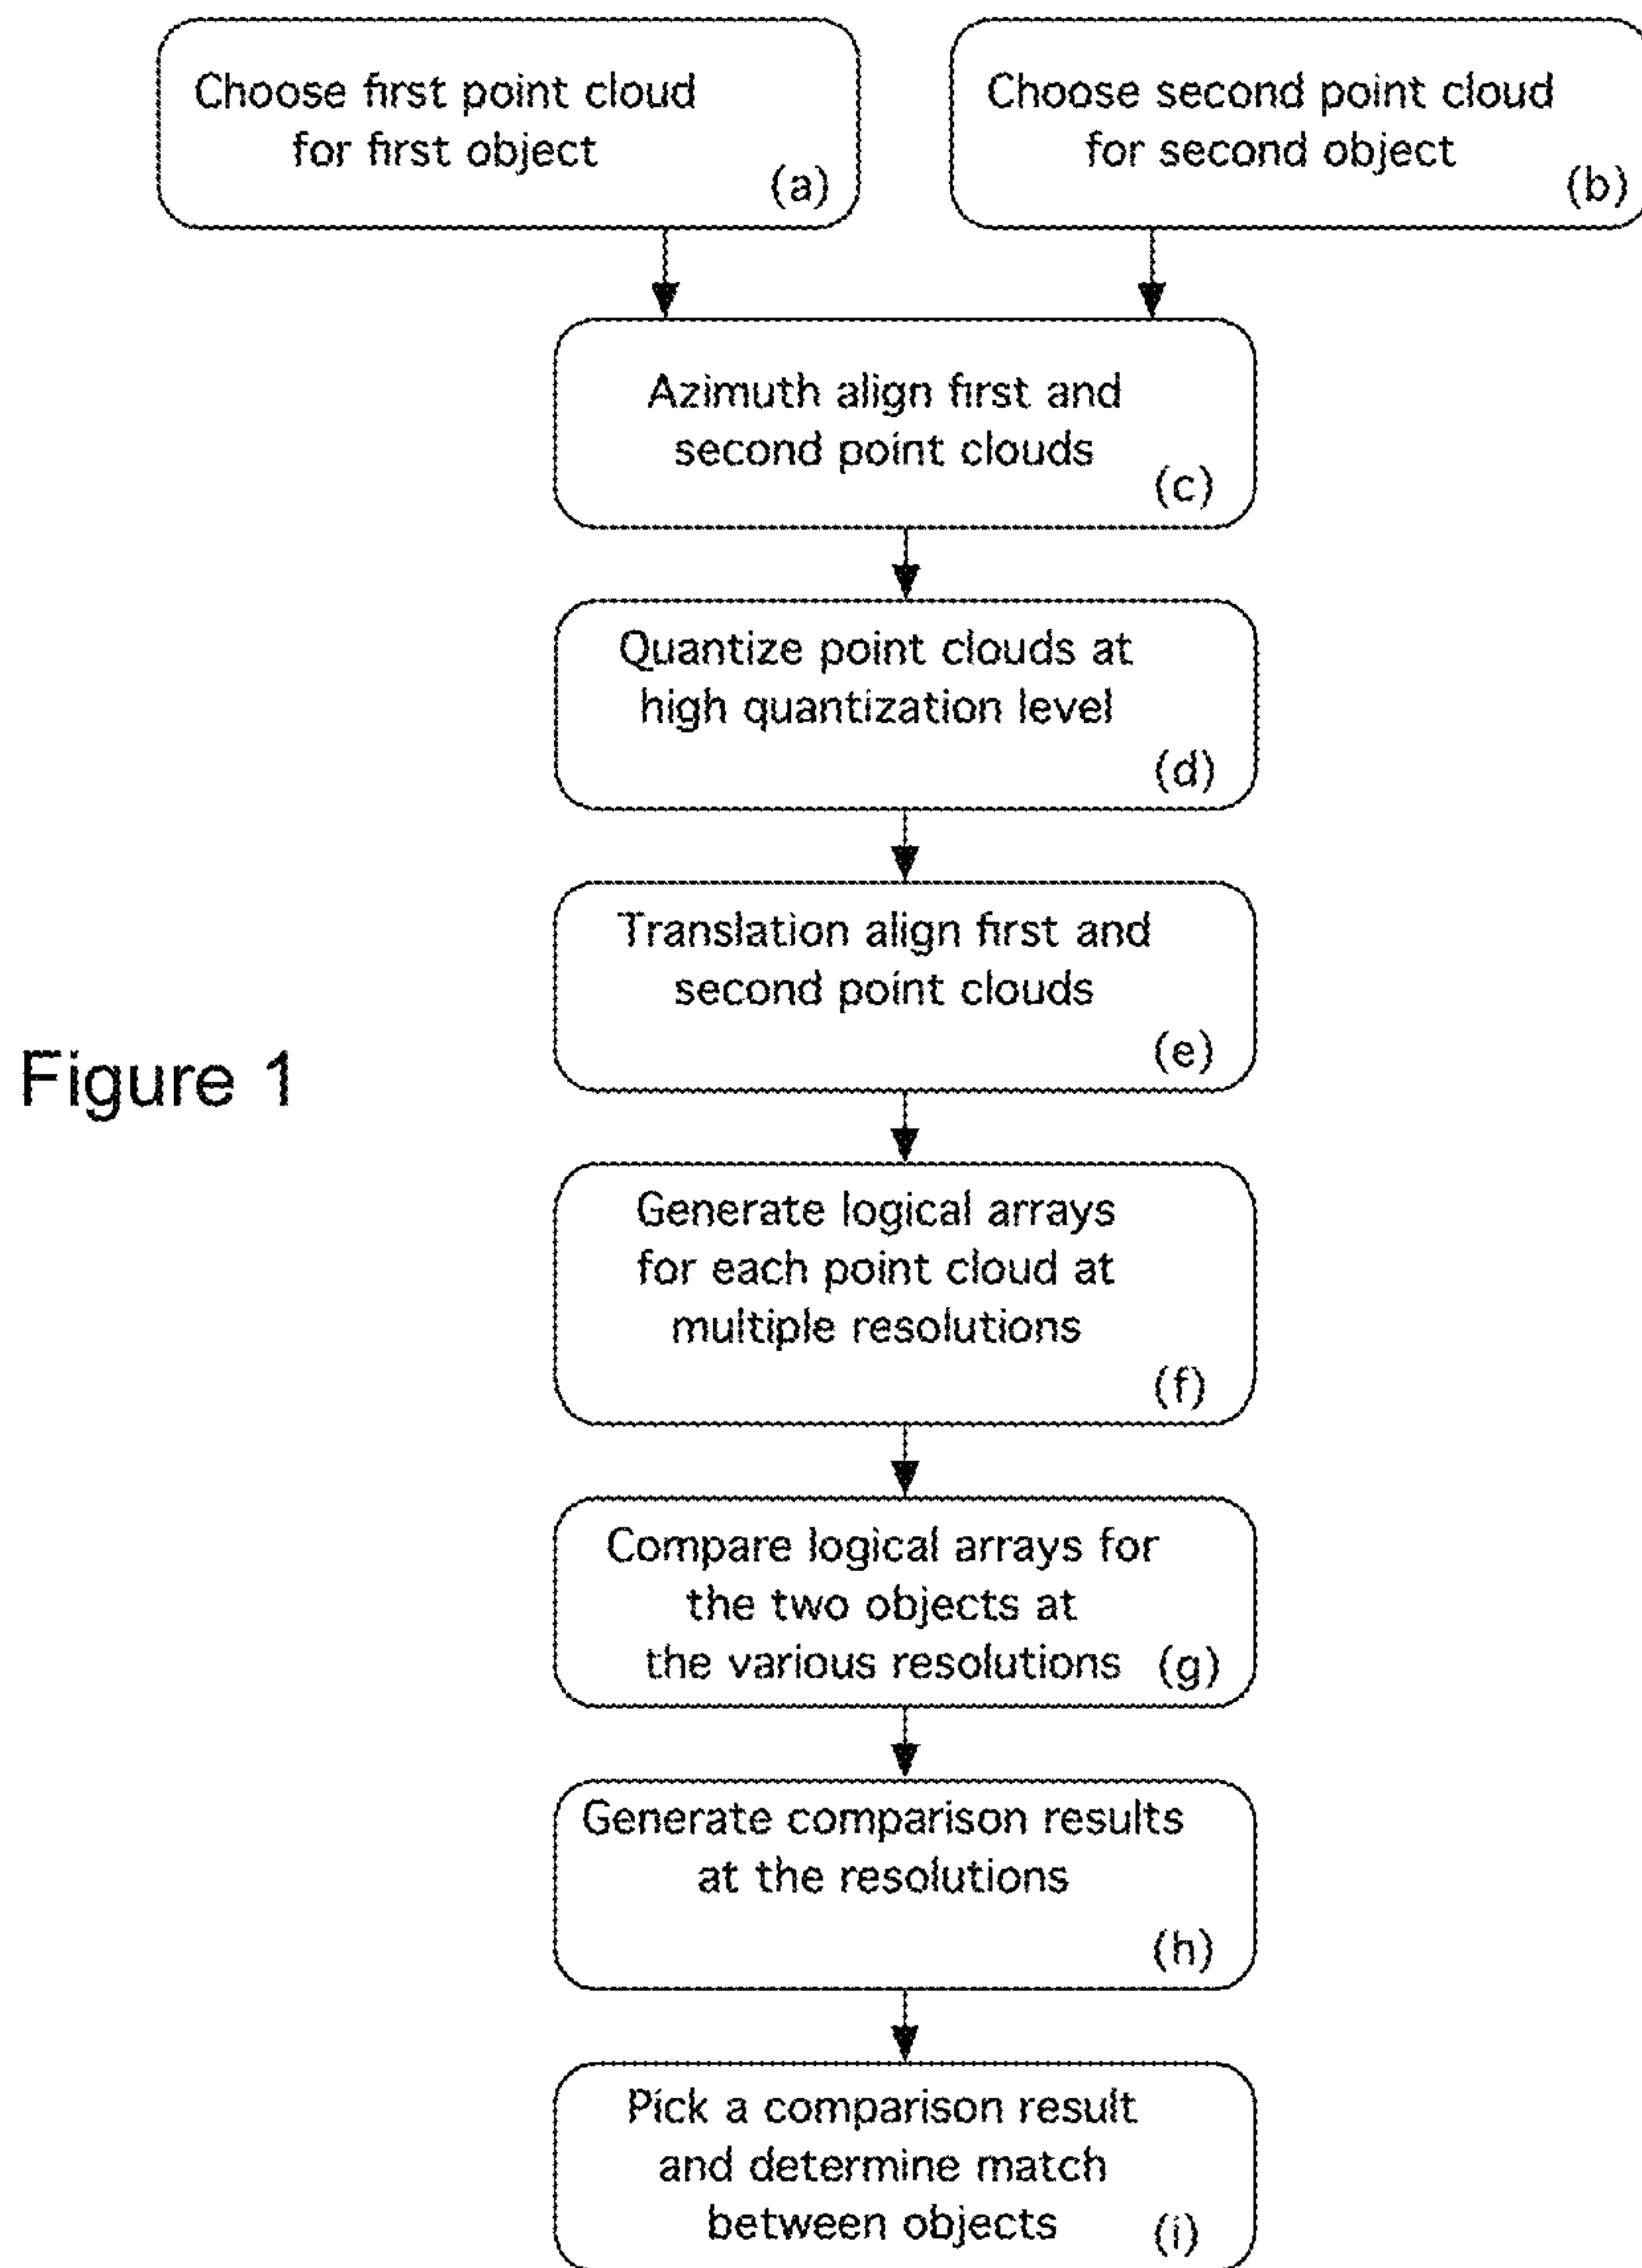 Choose first point cloud
for first object
(a)
Choose second point cloud
for second object
(b)
Azimuth align first and
second point clouds
(c)
Quantize point clouds at
high quantization level
(d)
Translation align first and
second point clouds
(e)
Figure 1
Generate logical arrays
for each point cloud at
multiple resolutions
(f)
Compare logical arrays for
the two objects at
the various resolutions (g)
Generate comparison results
at the resolutions
(h)
Pick a comparison result
and determine match
between objects (i)